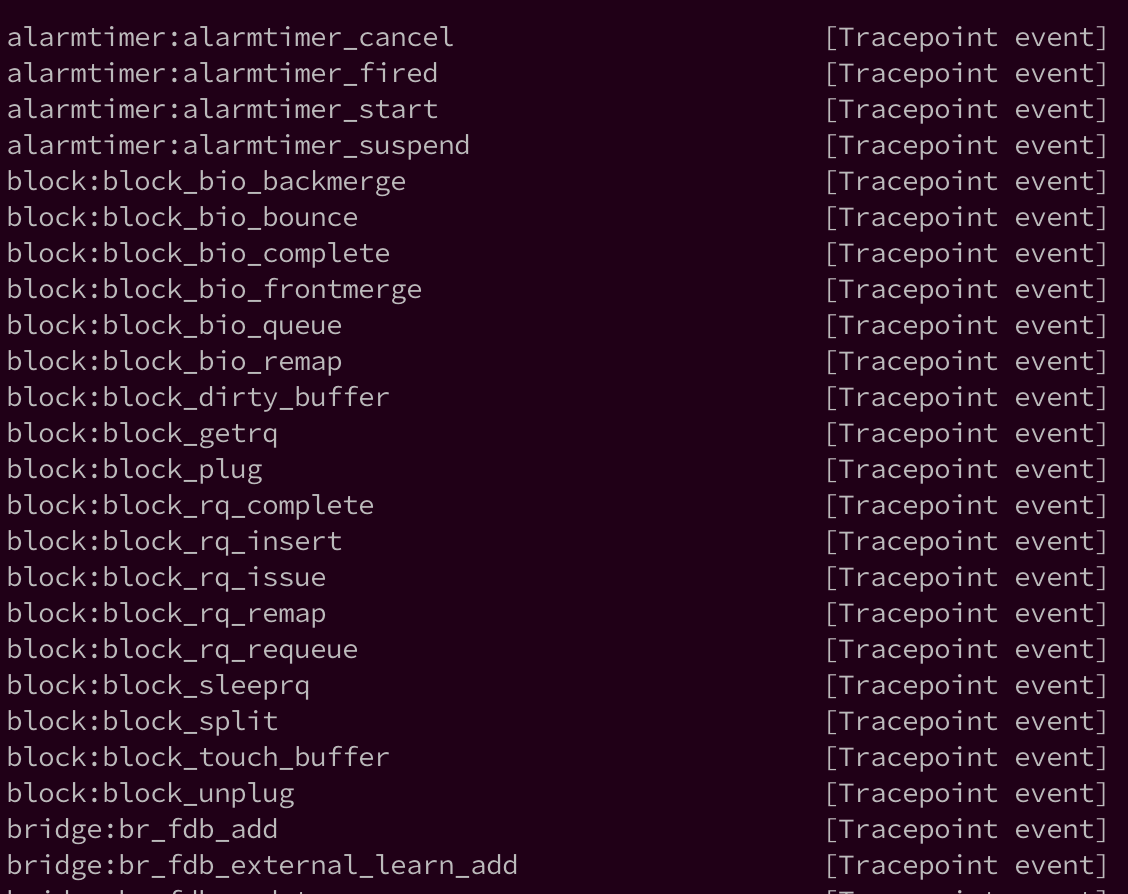 alarmtimer:alarmtimer_cancel [Tracepoint event]
alarmtimer:alarmtimer_fired [Tracepoint event]
alarmtimer:alarmtimer_start [Tracepoint event]
alarmtimer:alarmtimer_suspend [Tracepoint event]
block:block_bio_backmerge [Tracepoint event]
block:block_bio_bounce [Tracepoint event]
block:block_bio_complete [Tracepoint event]
block:block_bio_frontmerge [Tracepoint event]
block:block_bio_queue [Tracepoint event]
block:block_bio_remap [Tracepoint event]
block:block_dirty_buffer [Tracepoint event]
block:block_getrq [Tracepoint event]
block:block_plug [Tracepoint event]
block:block_rq_complete [Tracepoint event]
block:block_rq_insert [Tracepoint event]
block:block_rq_issue [Tracepoint event]
block:block_rq_remap [Tracepoint event]
block:block_rq_requeue [Tracepoint event]
block:block_sleeprq [Tracepoint event]
block:block_split [Tracepoint event]
block:block_touch_buffer [Tracepoint event]
block:block_unplug [Tracepoint event]
bridge:br_fdb_add [Tracepoint event]
bridge:br_fdb_external_learn_add [Tracepoint event]